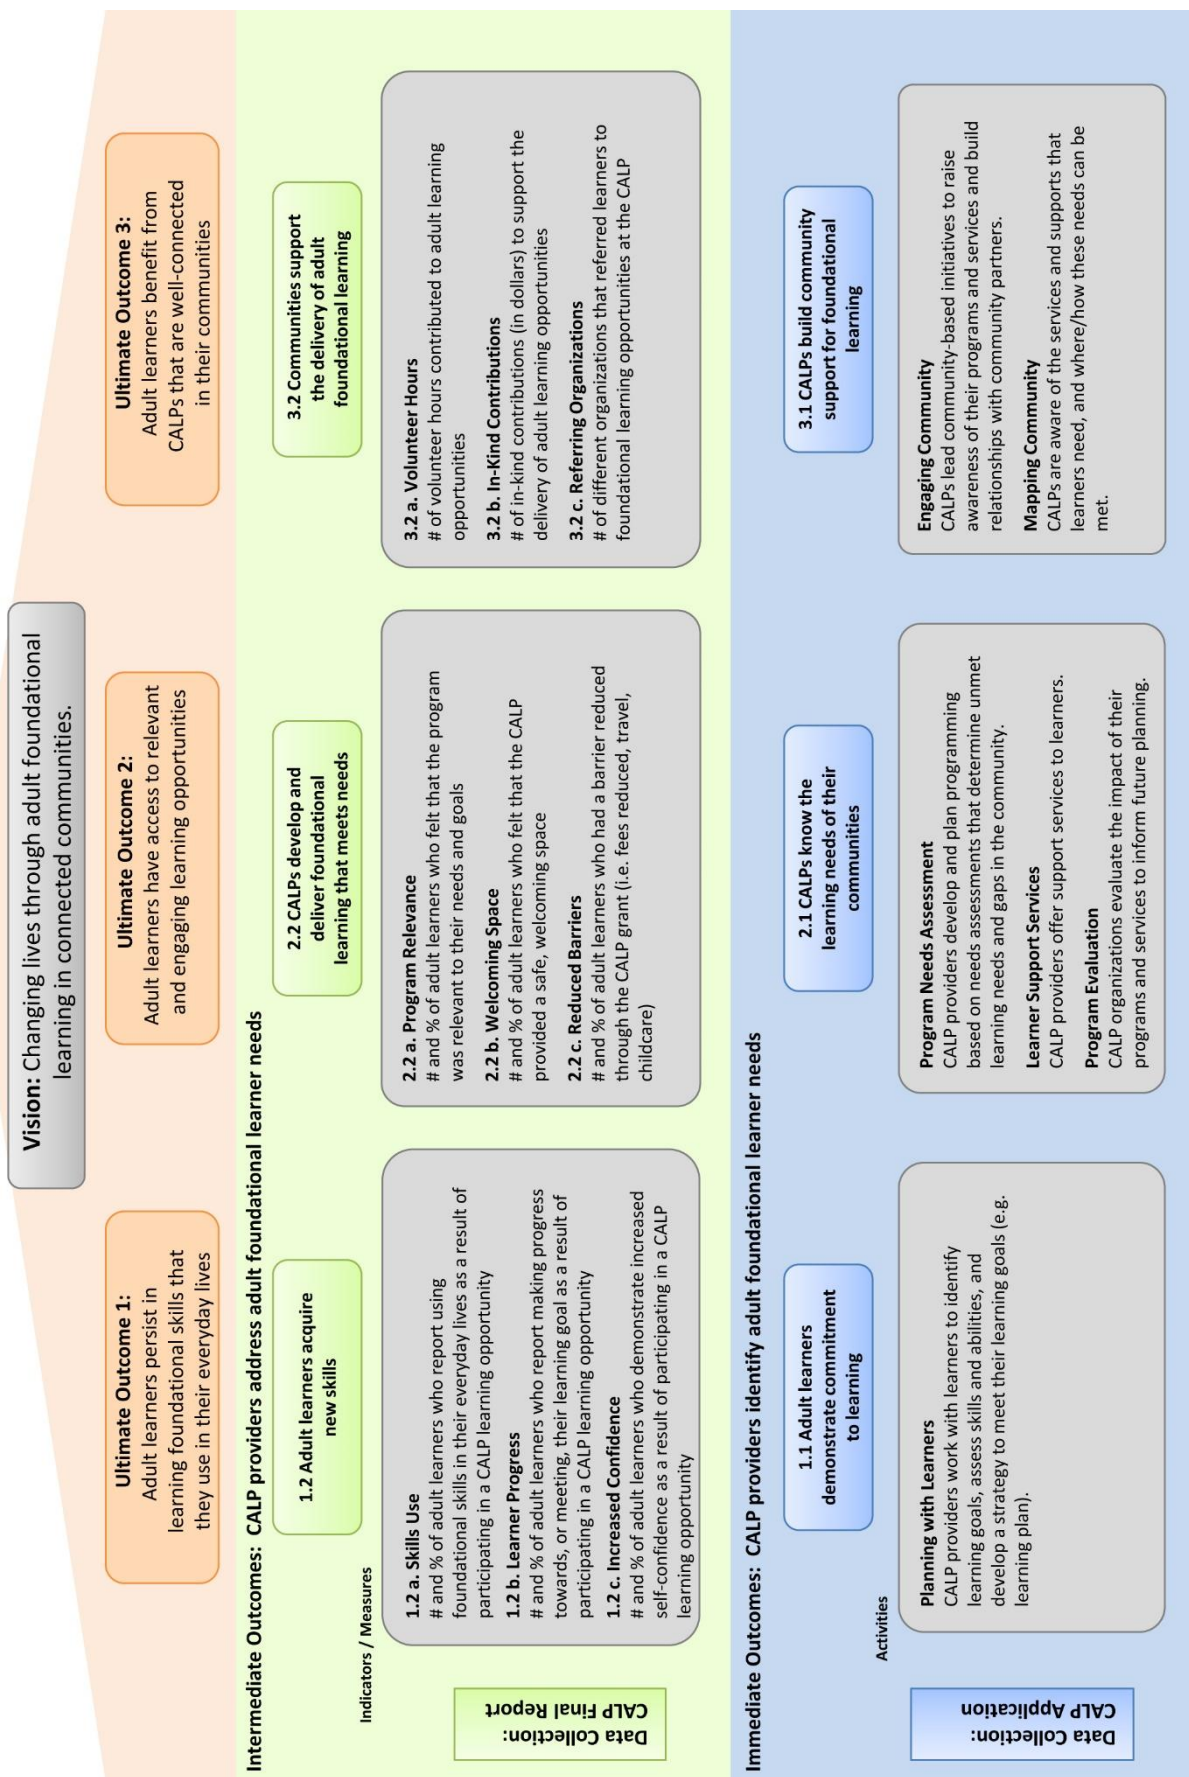 Vision: Changing lives through adult foundational
learning in connected communities.
Ultimate Outcome 1:
Adult learners persist in
learning foundational skills that
they use in their everyday lives
Ultimate Outcome 2:
Adult learners have access to relevant
and engaging learning opportunities
Ultimate Outcome 3:
Adult learners benefit from
CALPs that are well-connected
in their communities
Intermediate Outcomes:  CALP providers address adult foundational learner needs
1.2 Adult learners acquire
new skills
2.2 CALPs develop and
deliver foundational
learning that meets needs
3.2 Communities support
the delivery of adult
foundational learning
Indicators / Measures
Data Collection:
CALP Final Report
1.2 a. Skills Use
# and % of adult learners who report using
foundational skills in their everyday lives as a result of
participating in a CALP learning opportunity
1.2 b. Learner Progress
# and % of adult learners who report making progress
towards, or meeting, their learning goal as a result of
participating in a CALP learning opportunity
1.2 c. Increased Confidence
# and % of adult learners who demonstrate increased
self-confidence as a result of participating in a CALP
learning opportunity
2.2 a. Program Relevance
# and % of adult learners who felt that the program
was relevant to their needs and goals
2.2 b. Welcoming Space
# and % of adult learners who felt that the CALP
provided a safe, welcoming space
2.2 c. Reduced Barriers
# and % of adult learners who had a barrier reduced
through the CALP grant (i.e. fees reduced, travel,
childcare)
3.2 a. Volunteer Hours
# of volunteer hours contributed to adult learning
opportunities
3.2 b. In-Kind Contributions
# of in-kind contributions (in dollars) to support the
delivery of adult learning opportunities
3.2 c. Referring Organizations
# of different organizations that referred learners to
foundational learning opportunities at the CALP
Immediate Outcomes:  CALP providers identify adult foundational learner needs
1.1 Adult learners
demonstrate commitment
to learning
2.1 CALPs know the
learning needs of their
communities
3.1 CALPs build community
support for foundational
learning
Activities
Data Collection:
CALP Application
Planning with Learners
CALP providers work with learners to identify
learning goals, assess skills and abilities, and
develop a strategy to meet their learning goals (e.g.
learning plan).
Program Needs Assessment
CALP providers develop and plan programming
based on needs assessments that determine unmet
learning needs and gaps in the community.
Learner Support Services
CALP providers offer support services to learners.
Program Evaluation
CALP organizations evaluate the impact of their
programs and services to inform future planning.
Engaging Community
CALPs lead community-based initiatives to raise
awareness of their programs and services and build
relationships with community partners.
Mapping Community
CALPs are aware of the services and supports that
learners need, and where/how these needs can be
met.